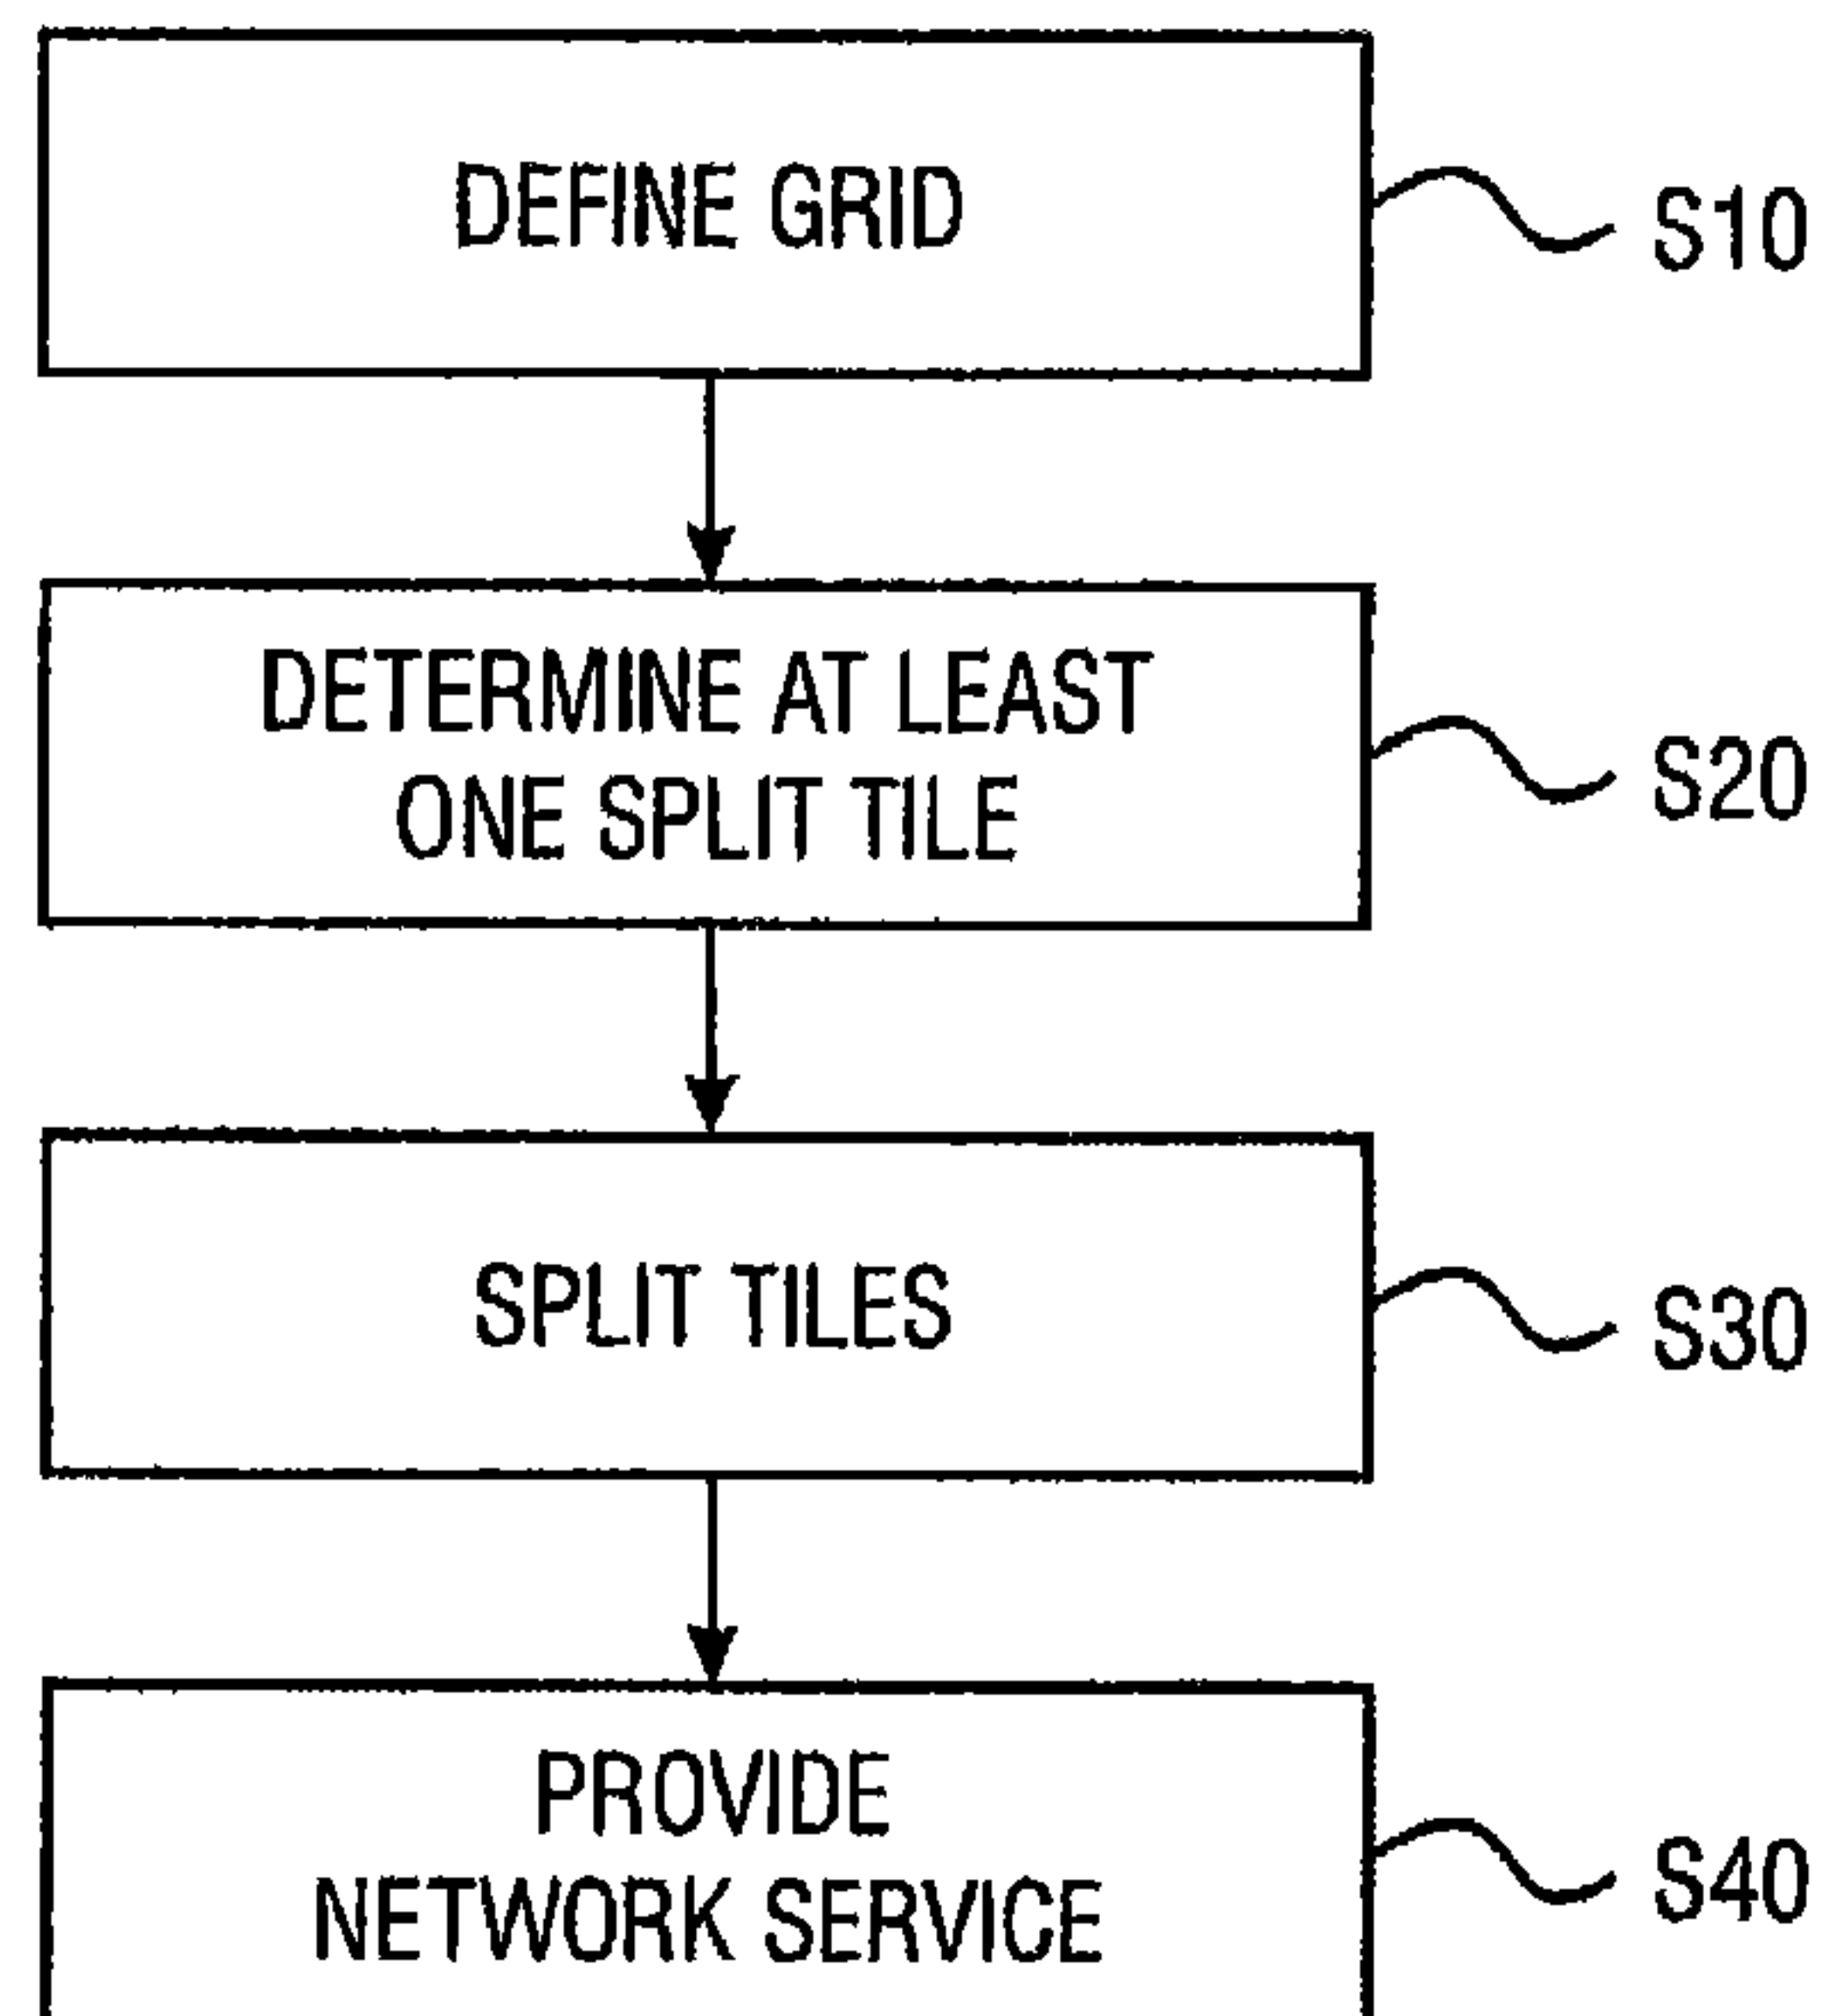 DEFINE GRID
S10
DETERMINE AT LEAST
ONE SPLIT TILE
S20
SPLIT TILES
S30
PROVIDE
NETWORK SERVICE
S40